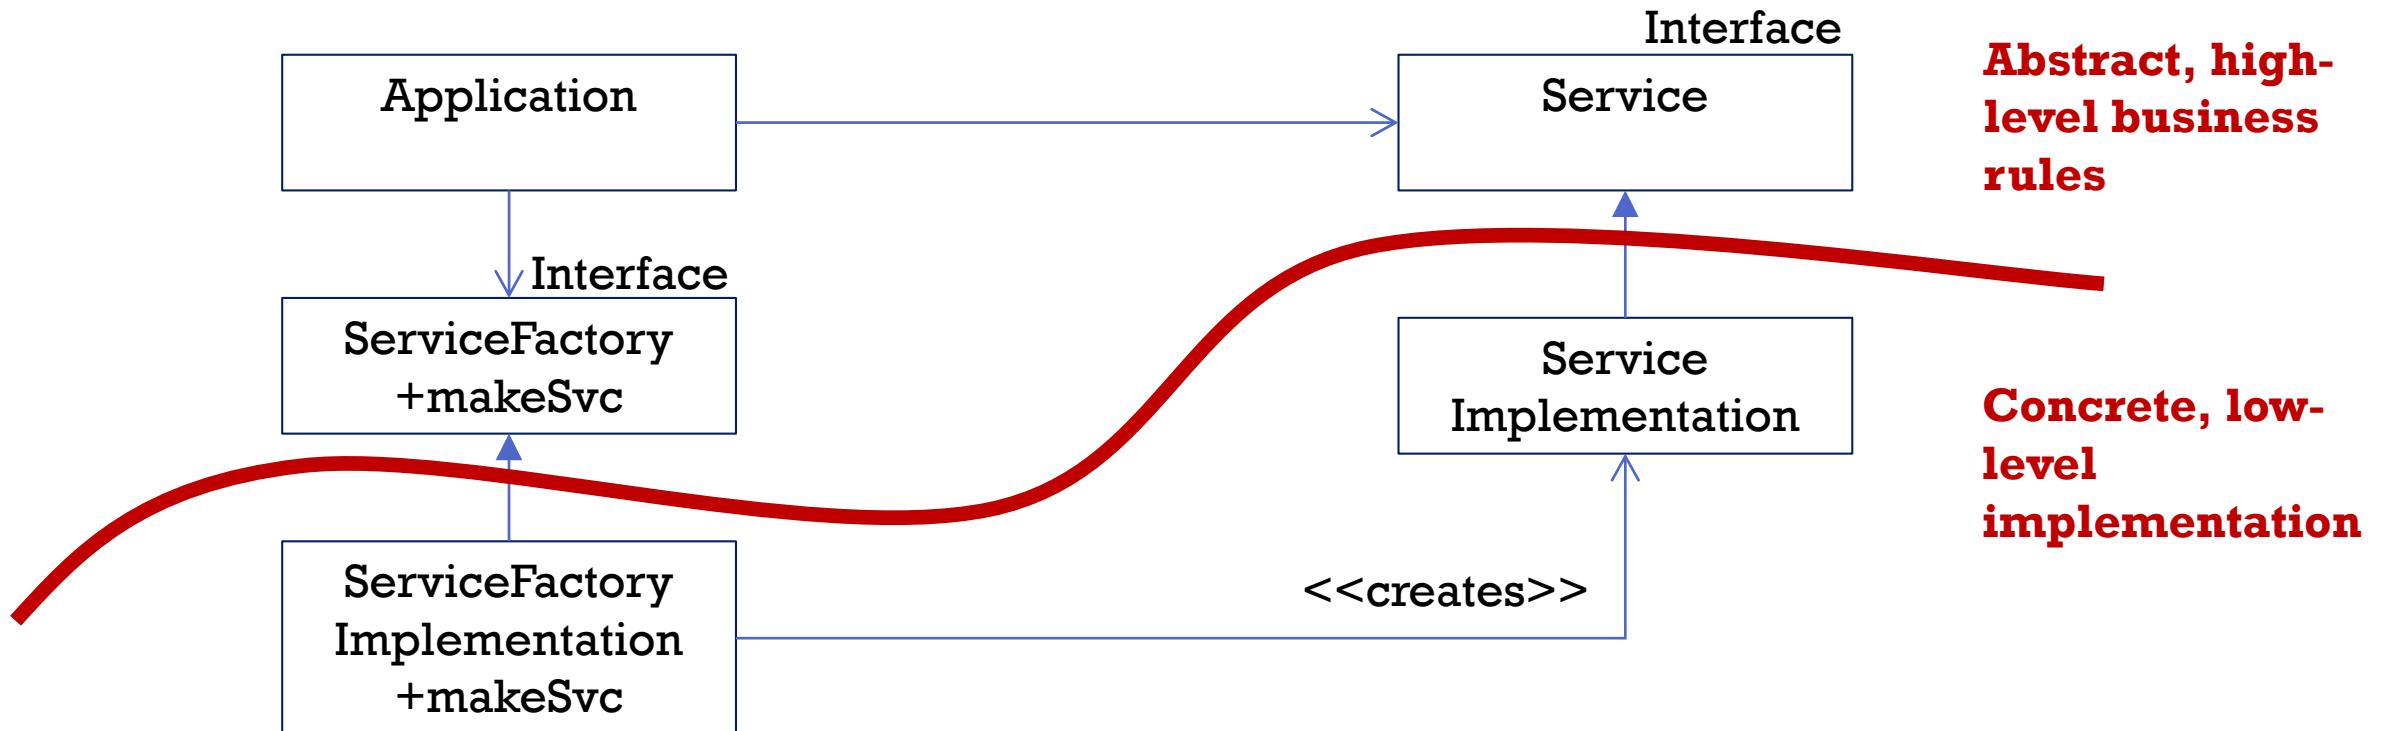 Interface
Application
Service
Abstract, high-
level business
rules
Interface
ServiceFactory
+makeSvc
Service
Implementation
Concrete, low-
level
implementation
ServiceFactory
Implementation
+makeSvc
<<creates>>